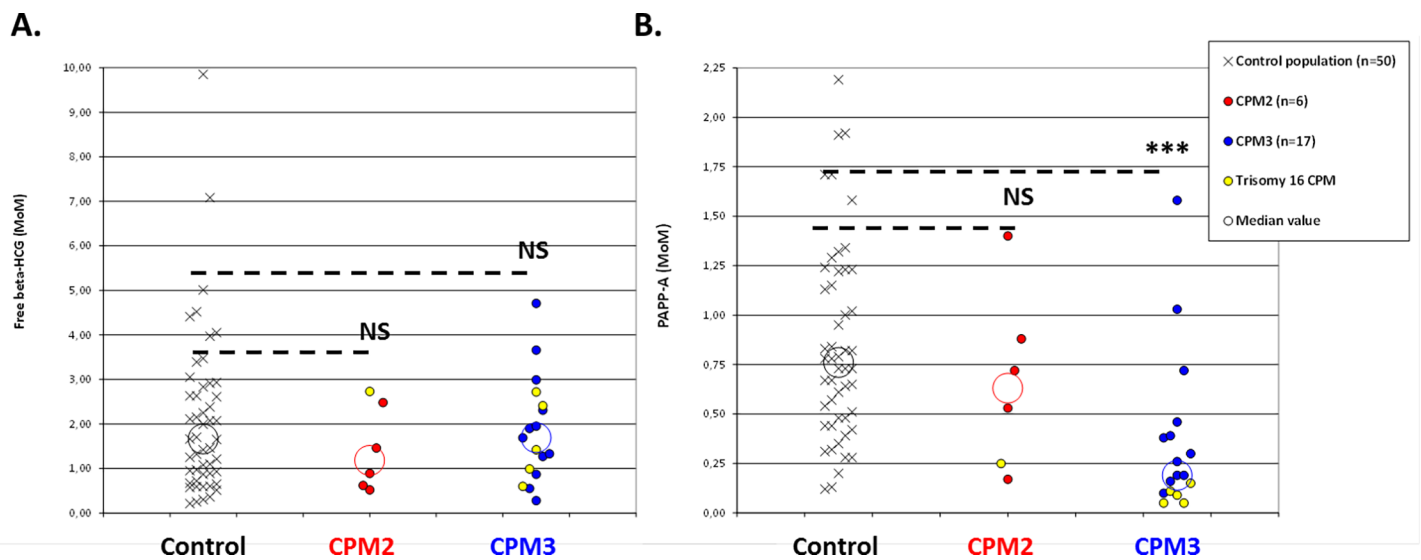 A.
10,00
9,00
8,00
7,00
6,00
5,00
4,00
3,00
2,00
1,00
0,00
Free beta-HCG (MoM)
NS
NS
Control
CPM2
CPM3
B.
2,25
2,00
1,75
1,50
1,25
1,00
0,75
0,50
0,25
0,00
PAPP-A (MoM)
***
NS
Control
CPM2
CPM3
Control population (n=50)
CPM2 (n=6)
CPM3 (n=17)
Trisomy 16 CPM
Median value